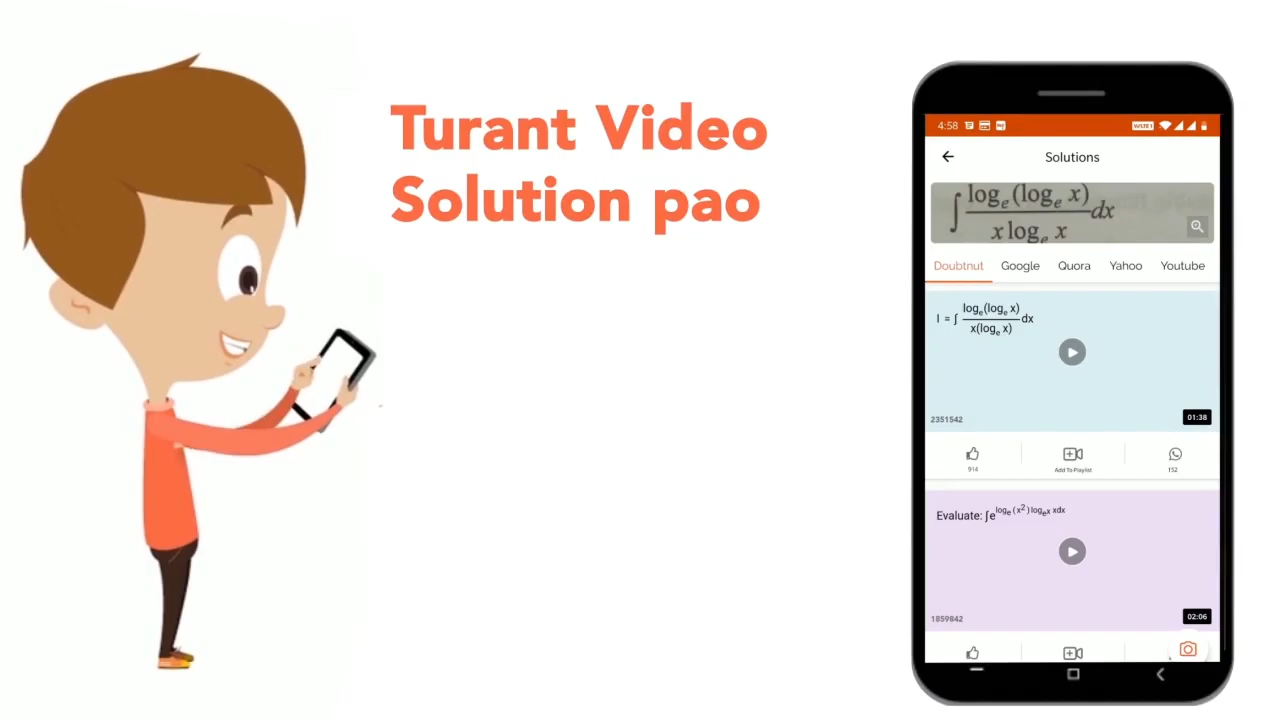 Turant Video
Solution pao
4:58
Solutions
∫ logₑ(logₑ x) / x logₑ x dx
Doubtnut Google Quora Yahoo Youtube
I = ∫ logₑ(logₑ x) / x(logₑ x) dx
2351542 01:38
914 Add To Playlist 152
Evaluate: ∫e^logₑ(x²)logₑx xdx
1859842 02:06